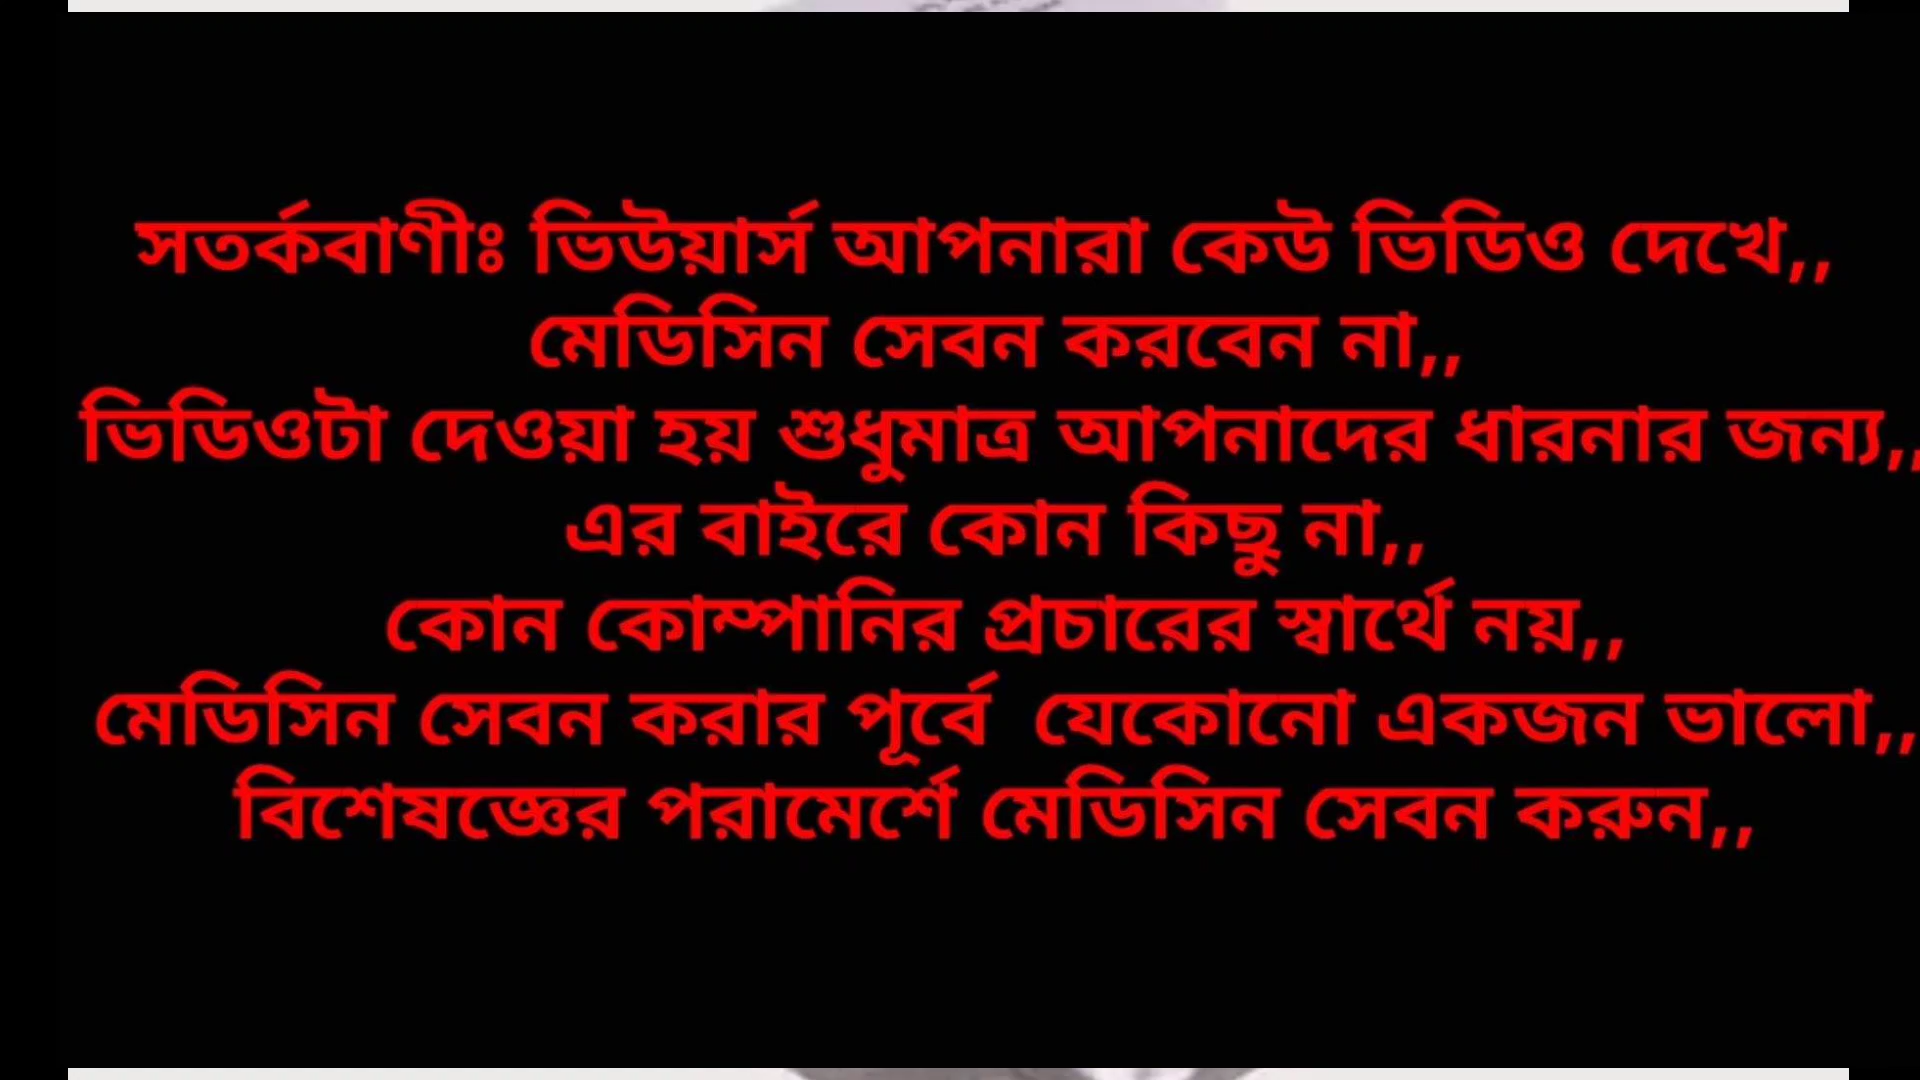 সতর্কবাণীঃ ভিউয়ার্স আপনারা কেউ ভিডিও দেখে,,
মেডিসিন সেবন করবেন না,,
ভিডিওটা দেওয়া হয় শুধুমাত্র আপনাদের ধারনার জন্য,,
এর বাইরে কোন কিছু না,,
কোন কোম্পানির প্রচারের স্বার্থে নয়,,
মেডিসিন সেবন করার পূর্বে  যেকোনো একজন ভালো,,
বিশেষজ্ঞের পরামের্শে মেডিসিন সেবন করুন,,